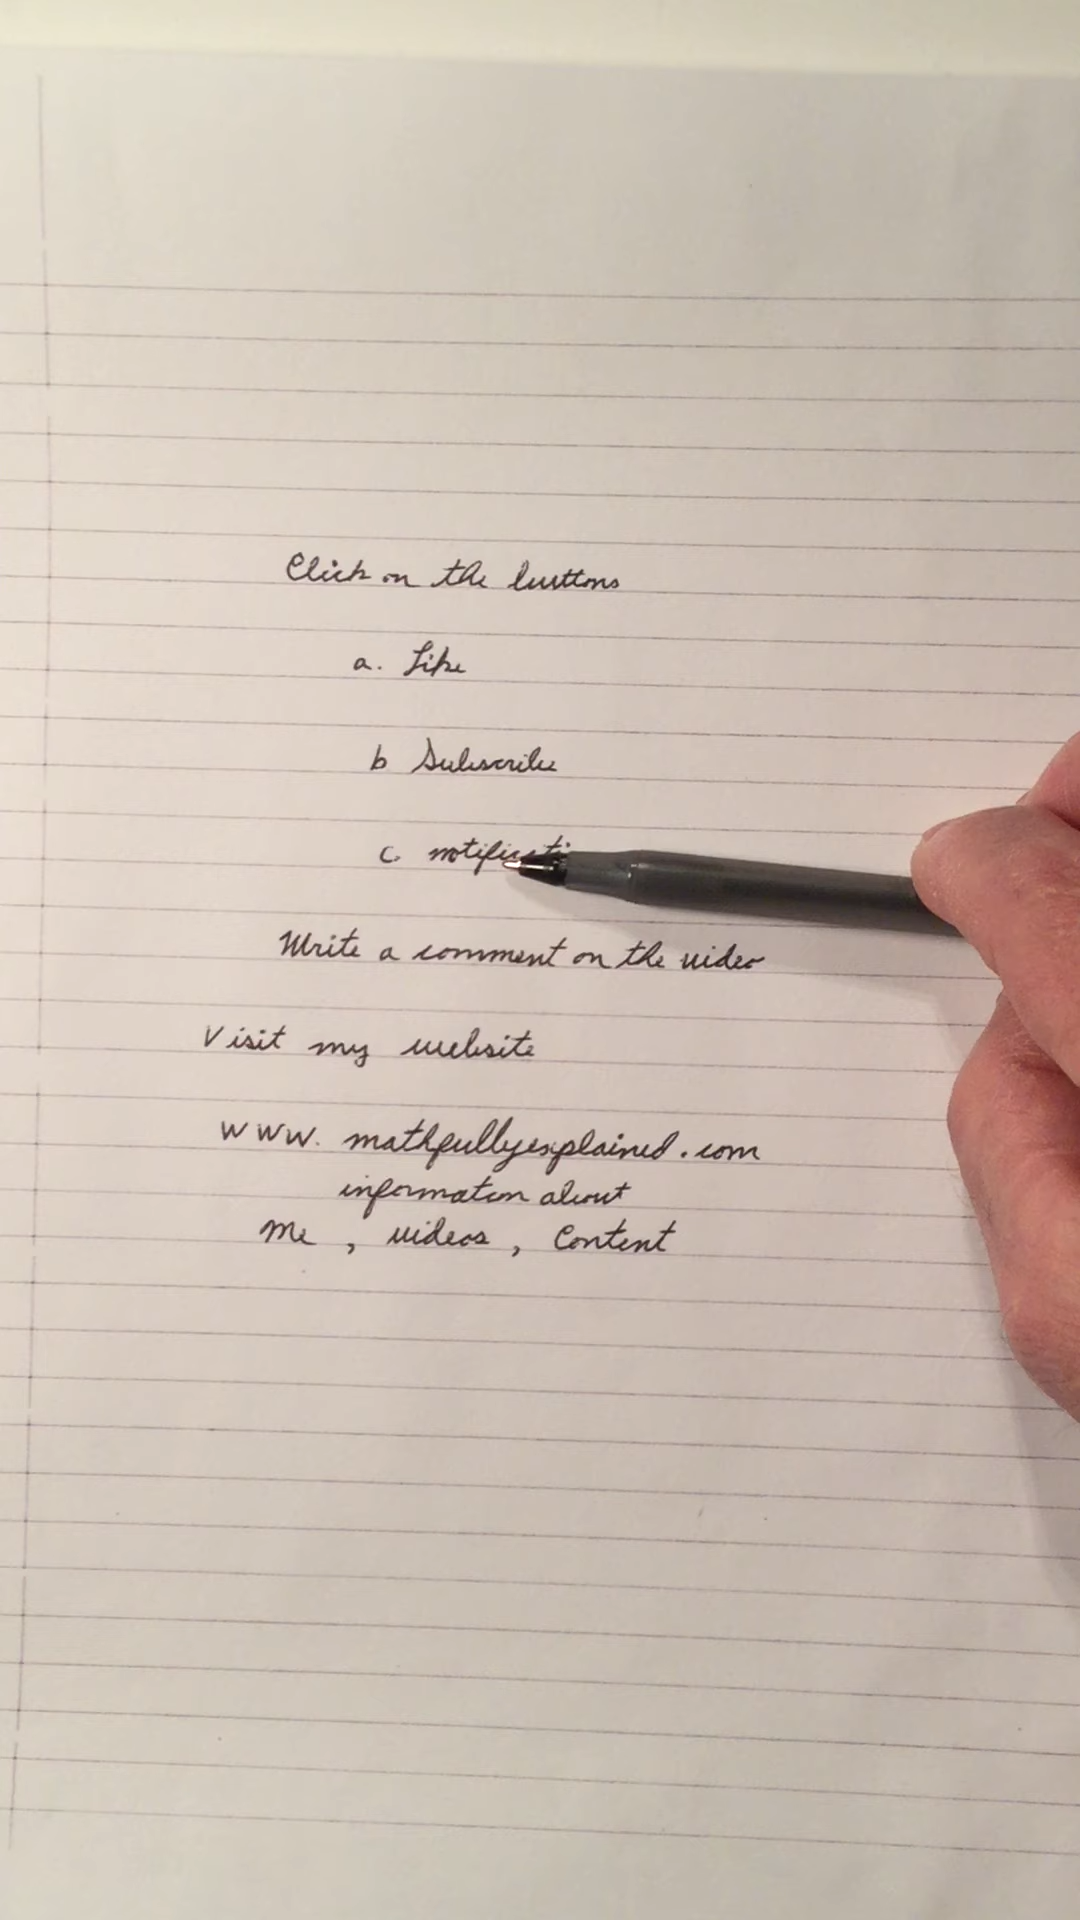 Click on the buttons
a. Like
b Subscribe
c. notificati
Write a comment on the video
Visit my website
www. mathfullyexplained.com
information about
Me , videos , Content